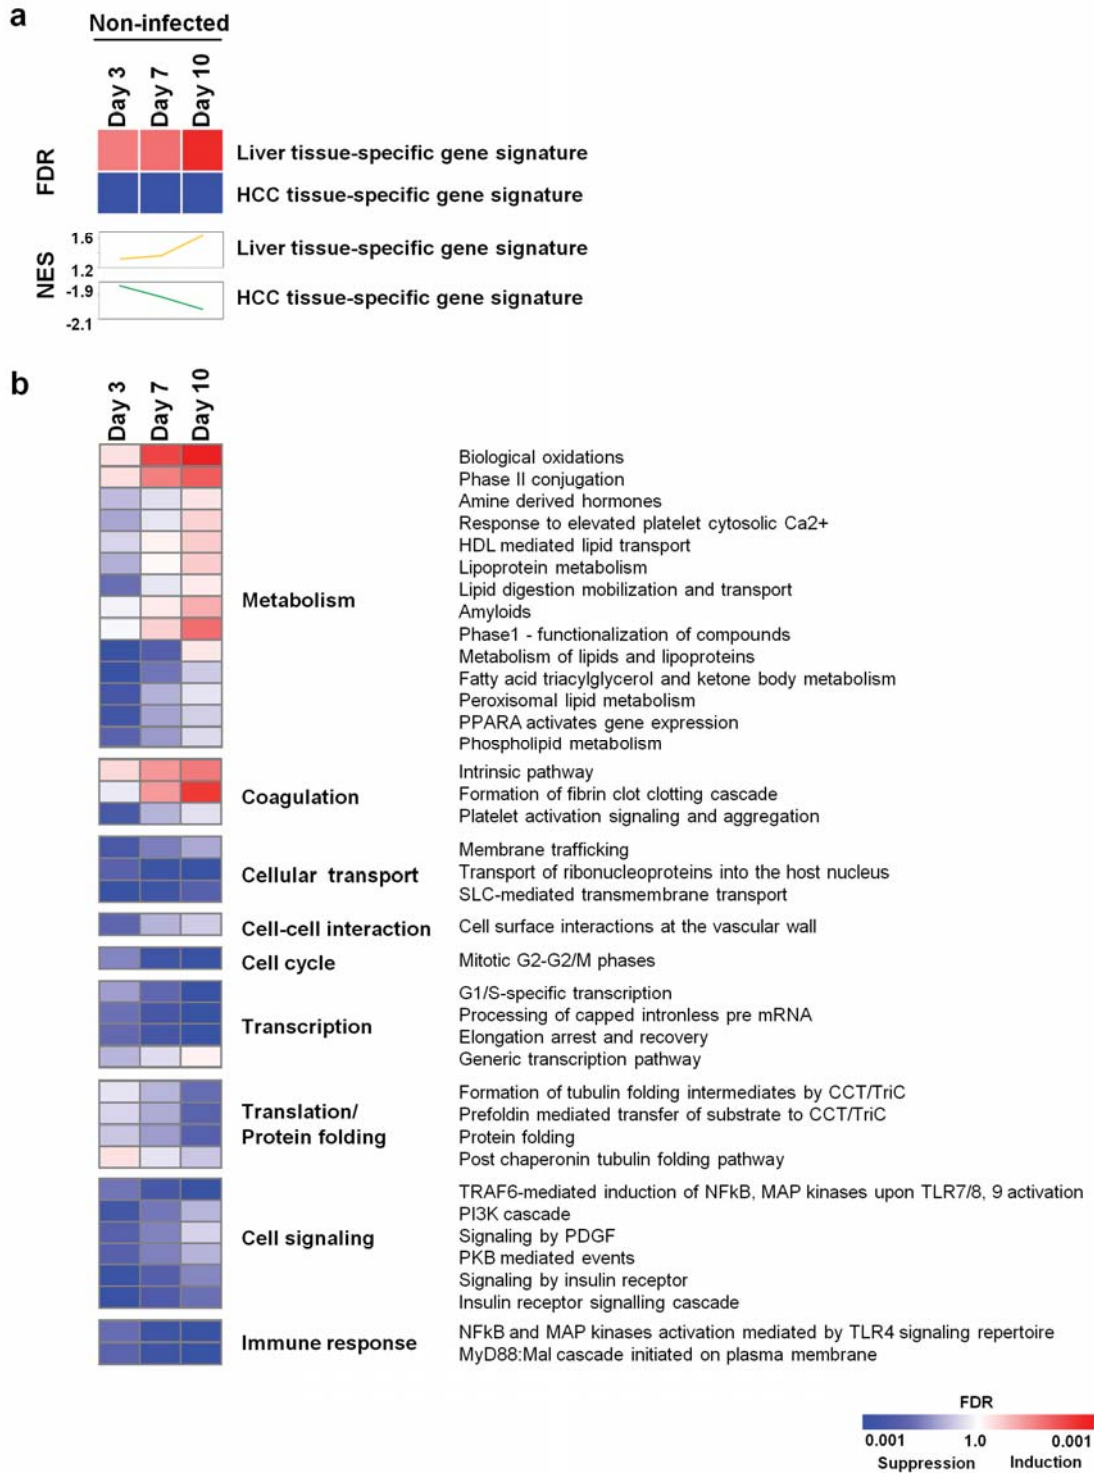 a
Non-infected
Day 3
Day 7
Day 10
FDR
Liver tissue-specific gene signature
HCC tissue-specific gene signature
NES
1.6
1.2
Liver tissue-specific gene signature
-1.9
-2.1
HCC tissue-specific gene signature
b
Day 3
Day 7
Day 10
Metabolism
Biological oxidations
Phase II conjugation
Amine derived hormones
Response to elevated platelet cytosolic Ca2+
HDL mediated lipid transport
Lipoprotein metabolism
Lipid digestion mobilization and transport
Amyloids
Phase1 - functionalization of compounds
Metabolism of lipids and lipoproteins
Fatty acid triacylglycerol and ketone body metabolism
Peroxisomal lipid metabolism
PPARA activates gene expression
Phospholipid metabolism
Coagulation
Intrinsic pathway
Formation of fibrin clot clotting cascade
Platelet activation signaling and aggregation
Cellular transport
Membrane trafficking
Transport of ribonucleoproteins into the host nucleus
SLC-mediated transmembrane transport
Cell-cell interaction
Cell surface interactions at the vascular wall
Cell cycle
Mitotic G2-G2/M phases
Transcription
G1/S-specific transcription
Processing of capped intronless pre mRNA
Elongation arrest and recovery
Generic transcription pathway
Translation/
Protein folding
Formation of tubulin folding intermediates by CCT/TriC
Prefoldin mediated transfer of substrate to CCT/TriC
Protein folding
Post chaperonin tubulin folding pathway
Cell signaling
TRAF6-mediated induction of NFkB, MAP kinases upon TLR7/8, 9 activation
PI3K cascade
Signaling by PDGF
PKB mediated events
Signaling by insulin receptor
Insulin receptor signalling cascade
Immune response
NFkB and MAP kinases activation mediated by TLR4 signaling repertoire
MyD88:Mal cascade initiated on plasma membrane
FDR
0.001 1.0 0.001
Suppression Induction